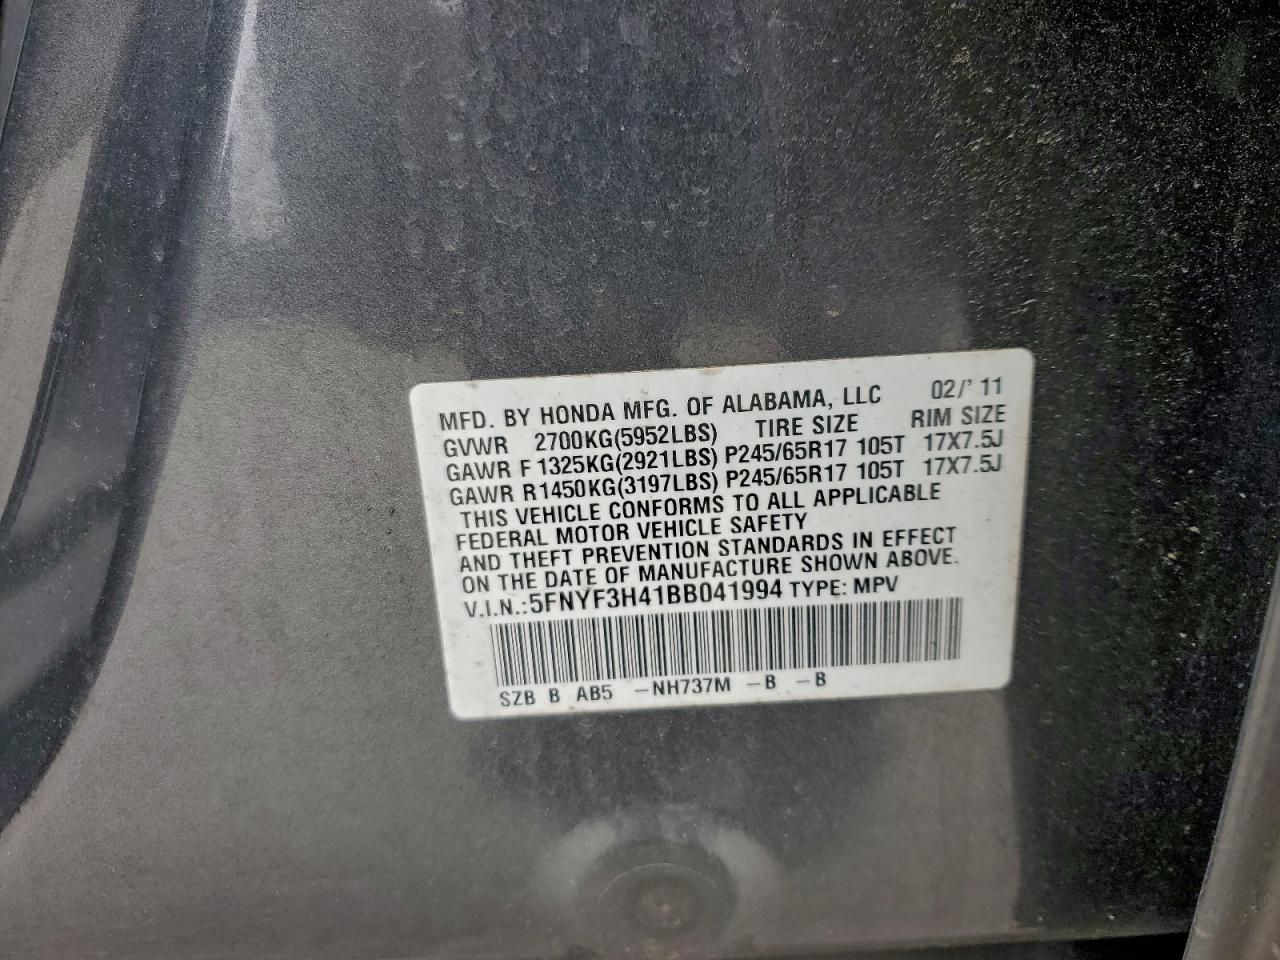 MFD. BY HONDA MFG. OF ALABAMA, LLC 02/' 11
GVWR 2700KG(5952LBS) TIRE SIZE RIM SIZE
GAWR F 1325KG(2921LBS) P245/65R17 105T 17X7.5J
GAWR R1450KG(3197LBS) P245/65R17 105T 17X7.5J
THIS VEHICLE CONFORMS TO ALL APPLICABLE
FEDERAL MOTOR VEHICLE SAFETY
AND THEFT PREVENTION STANDARDS IN EFFECT
ON THE DATE OF MANUFACTURE SHOWN ABOVE.
V.I.N.:5FNYF3H41BB041994 TYPE: MPV
SZB B AB5 -NH737M -B -B